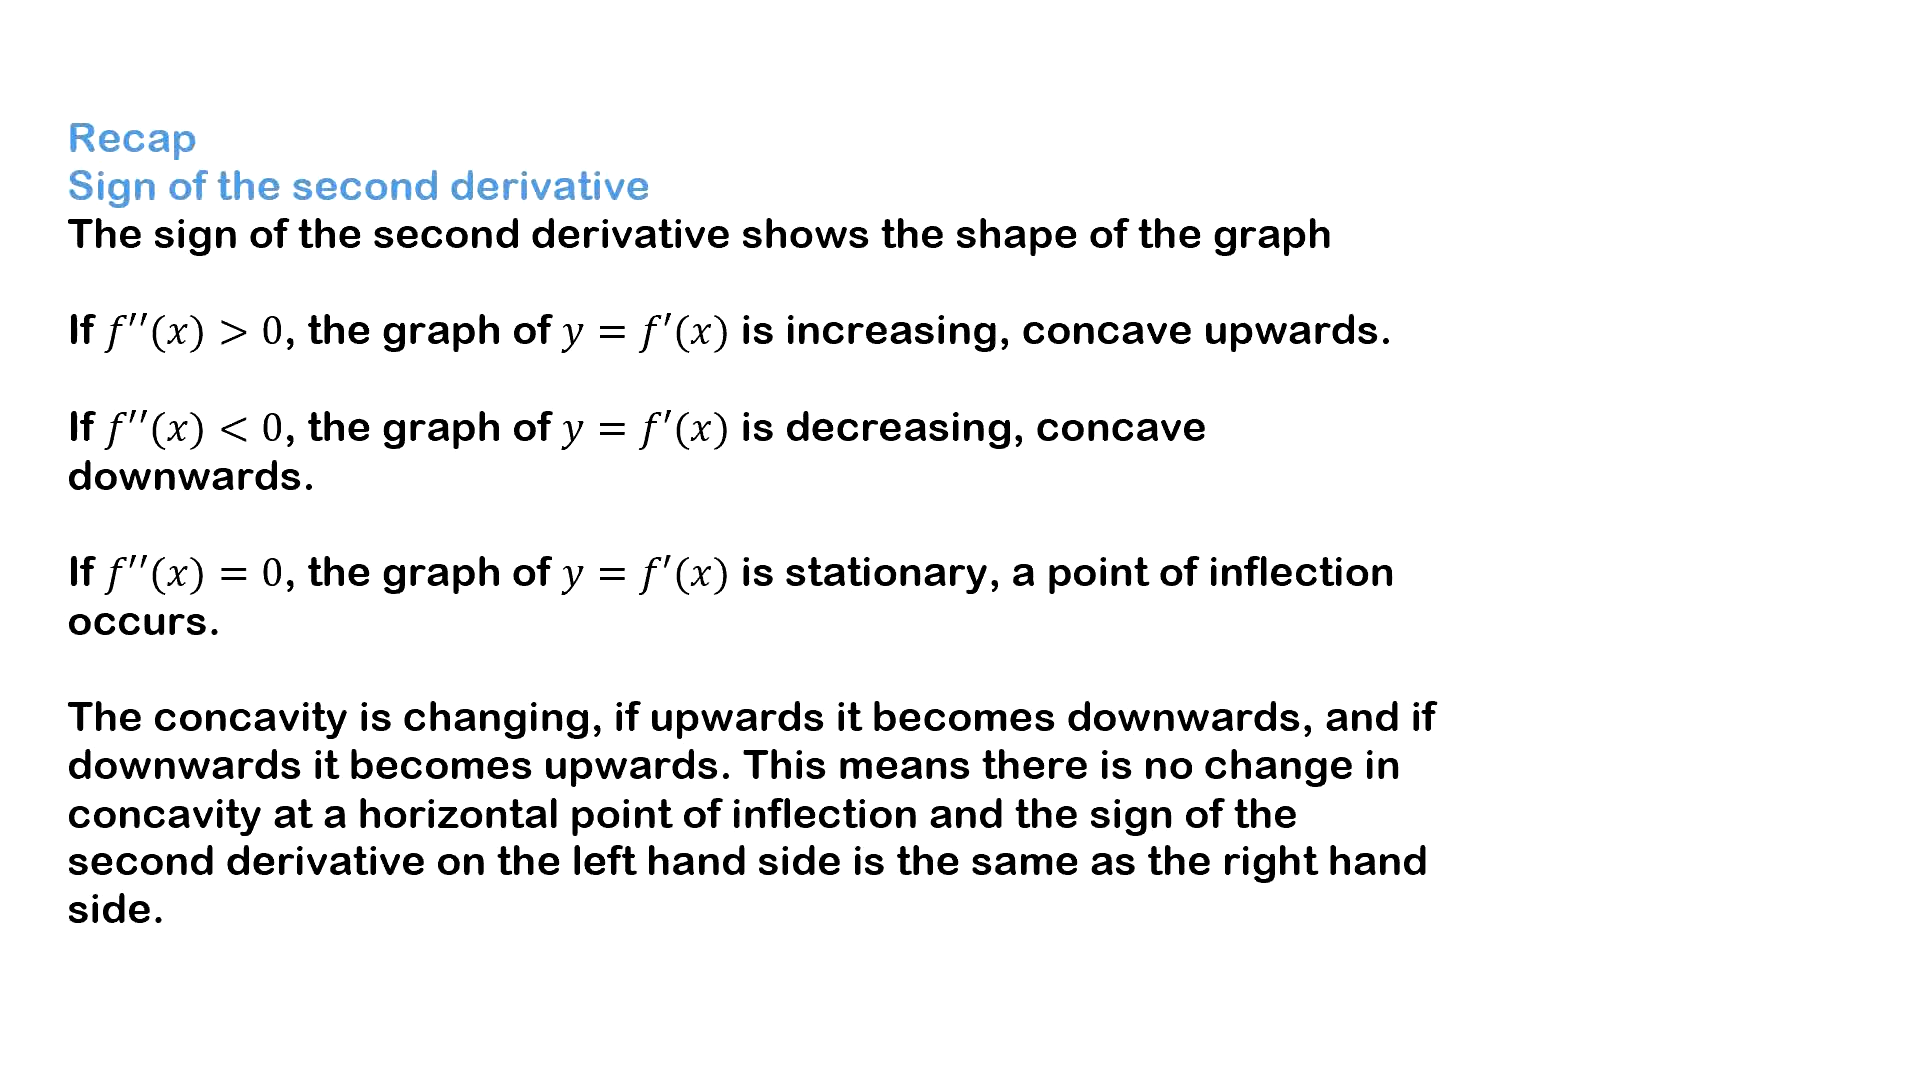 Recap
Sign of the second derivative
The sign of the second derivative shows the shape of the graph
If f′′(x) > 0, the graph of y = f′(x) is increasing, concave upwards.
If f′′(x) < 0, the graph of y = f′(x) is decreasing, concave
downwards.
If f′′(x) = 0, the graph of y = f′(x) is stationary, a point of inflection
occurs.
The concavity is changing, if upwards it becomes downwards, and if
downwards it becomes upwards. This means there is no change in
concavity at a horizontal point of inflection and the sign of the
second derivative on the left hand side is the same as the right hand
side.